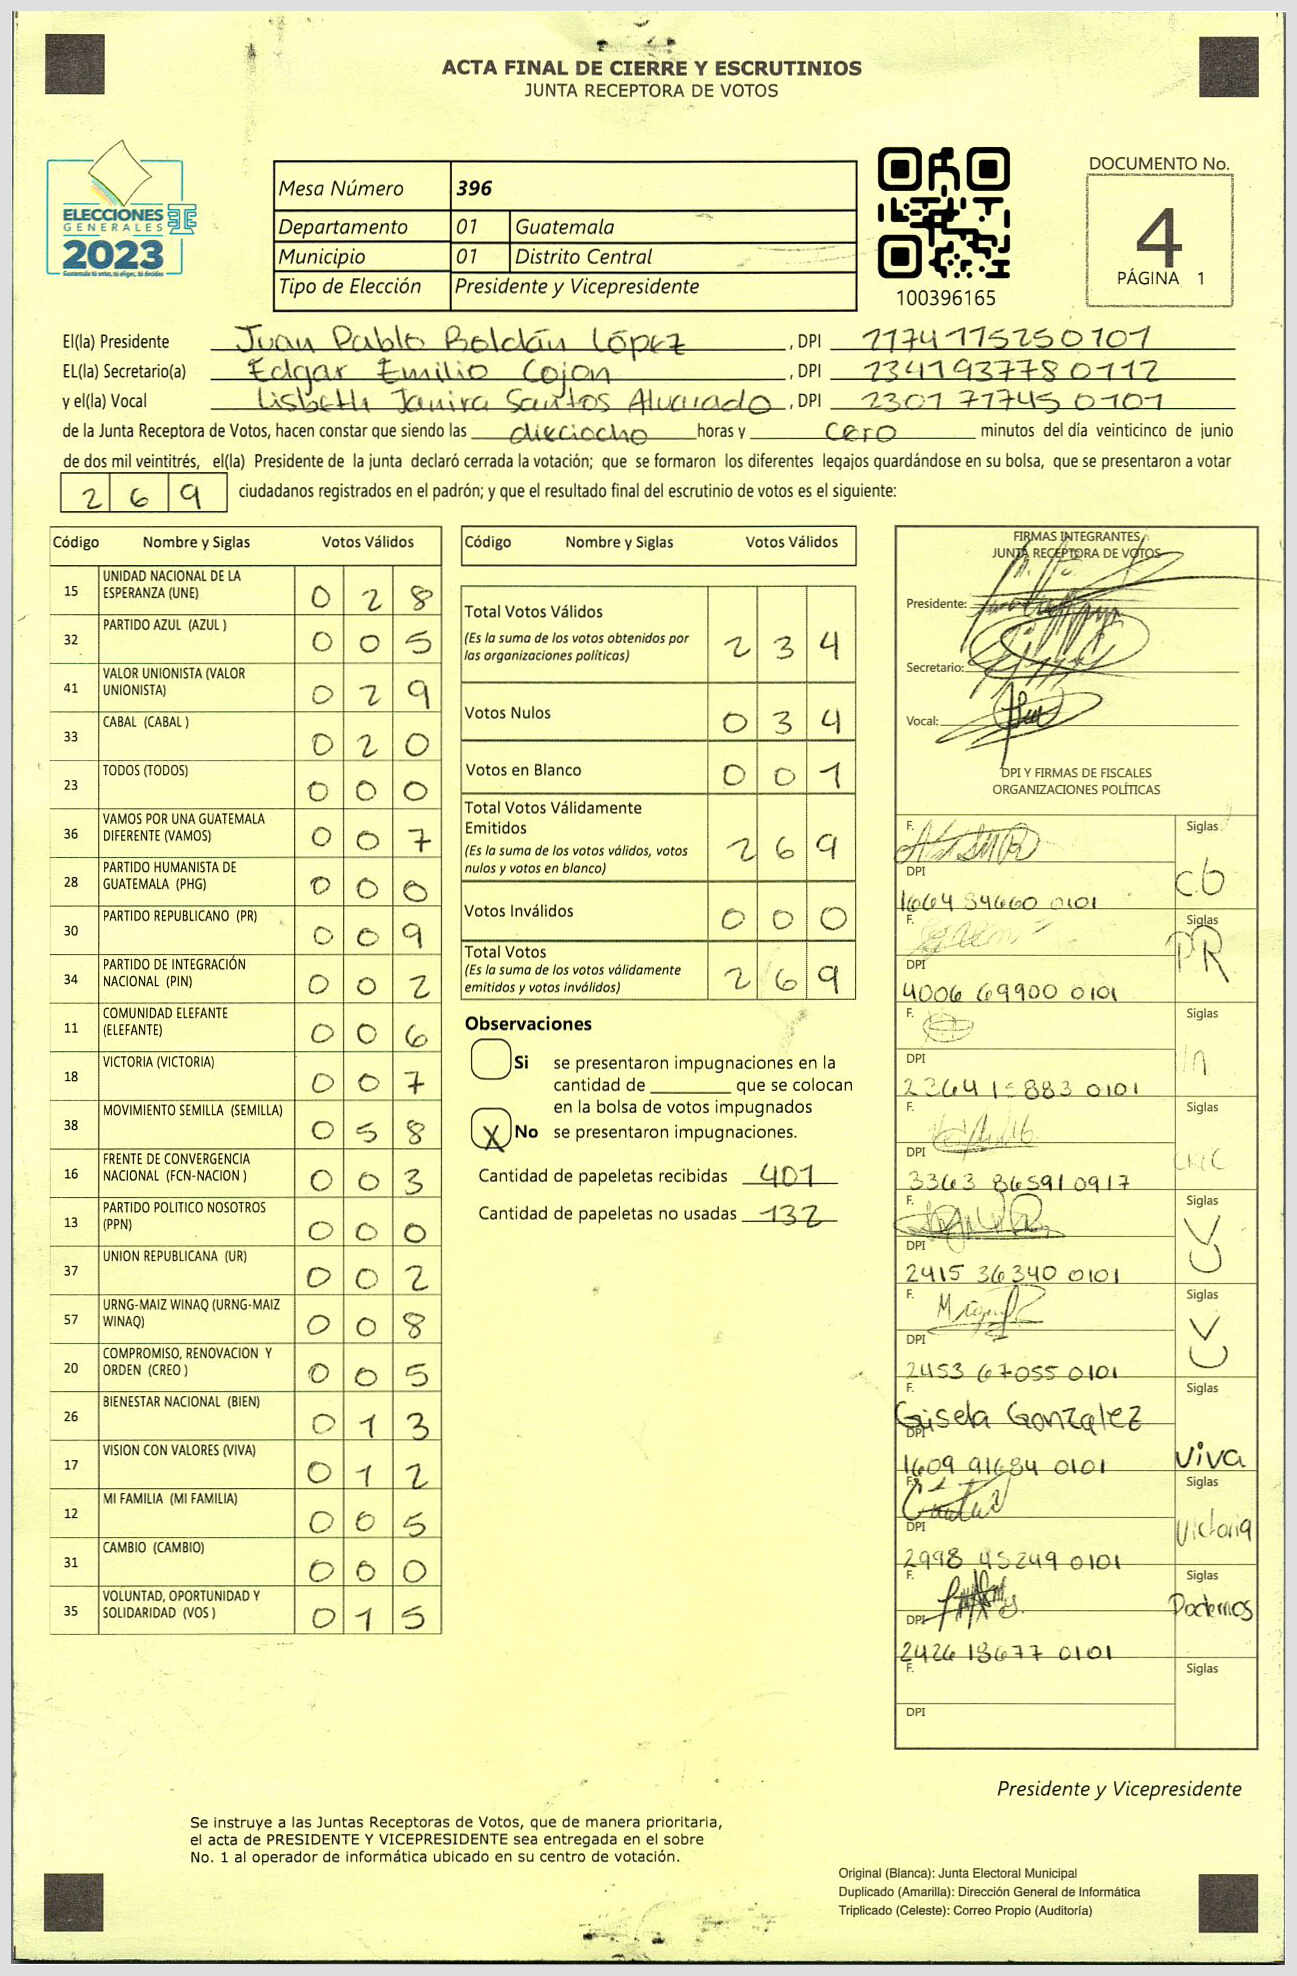 ACTA FINAL DE CIERRE Y ESCRUTINIOS
JUNTA RECEPTORA DE VOTOS
ELECCIONES
GENERALES
2023
Guatemala tú votas, tú eliges, tú decides
Mesa Número 396
Departamento 01 Guatemala
Municipio 01 Distrito Central
Tipo de Elección Presidente y Vicepresidente
100396165
DOCUMENTO No.
4
PÁGINA 1
El(la) Presidente Juan Pablo Roldán López, DPI 2174115250101
EL(la) Secretario(a) Edgar Emilio Cojon, DPI 2341937780112
y el(la) Vocal Lisbeth Janira Santos Alvarado, DPI 2301717450101
de la Junta Receptora de Votos, hacen constar que siendo las dieciocho horas y cero minutos del día veinticinco de junio
de dos mil veintitrés, el(la) Presidente de la junta declaró cerrada la votación; que se formaron los diferentes legajos guardándose en su bolsa, que se presentaron a votar
269 ciudadanos registrados en el padrón; y que el resultado final del escrutinio de votos es el siguiente:
Código Nombre y Siglas Votos Válidos
15 UNIDAD NACIONAL DE LA ESPERANZA (UNE) 0 2 8
32 PARTIDO AZUL (AZUL ) 0 0 5
41 VALOR UNIONISTA (VALOR UNIONISTA) 0 2 9
33 CABAL (CABAL ) 0 2 0
23 TODOS (TODOS) 0 0 0
36 VAMOS POR UNA GUATEMALA DIFERENTE (VAMOS) 0 0 7
28 PARTIDO HUMANISTA DE GUATEMALA (PHG) 0 0 0
30 PARTIDO REPUBLICANO (PR) 0 0 9
34 PARTIDO DE INTEGRACIÓN NACIONAL (PIN) 0 0 2
11 COMUNIDAD ELEFANTE (ELEFANTE) 0 0 6
18 VICTORIA (VICTORIA) 0 0 7
38 MOVIMIENTO SEMILLA (SEMILLA) 0 5 8
16 FRENTE DE CONVERGENCIA NACIONAL (FCN-NACION ) 0 0 3
13 PARTIDO POLITICO NOSOTROS (PPN) 0 0 0
37 UNION REPUBLICANA (UR) 0 0 2
57 URNG-MAIZ WINAQ (URNG-MAIZ WINAQ) 0 0 8
20 COMPROMISO, RENOVACION Y ORDEN (CREO ) 0 0 5
26 BIENESTAR NACIONAL (BIEN) 0 1 3
17 VISION CON VALORES (VIVA) 0 1 2
12 MI FAMILIA (MI FAMILIA) 0 0 5
31 CAMBIO (CAMBIO) 0 0 0
35 VOLUNTAD, OPORTUNIDAD Y SOLIDARIDAD (VOS ) 0 1 5
Código Nombre y Siglas Votos Válidos
Total Votos Válidos 2 3 4
(Es la suma de los votos obtenidos por
las organizaciones políticas)
Votos Nulos 0 3 4
Votos en Blanco 0 0 1
Total Votos Válidamente
Emitidos 2 6 9
(Es la suma de los votos válidos, votos
nulos y votos en blanco)
Votos Inválidos 0 0 0
Total Votos 2 6 9
(Es la suma de los votos válidamente
emitidos y votos inválidos)
Observaciones
Si se presentaron impugnaciones en la
cantidad de ________ que se colocan
en la bolsa de votos impugnados
X No se presentaron impugnaciones.
Cantidad de papeletas recibidas 401
Cantidad de papeletas no usadas 132
FIRMAS INTEGRANTES
JUNTA RECEPTORA DE VOTOS
Presidente:
Secretario:
Vocal:
DPI Y FIRMAS DE FISCALES
ORGANIZACIONES POLÍTICAS
F. Siglas
DPI CB
1664 54660 0101
F. Siglas
DPI PR
4006 69900 0101
F. Siglas
DPI
0101
F. Siglas
DPI
3363 86591 0917
F. Siglas
DPI
2415 36340 0101
F. Siglas
DPI
2453 67055 0101
F. Siglas
Gisela Gonzalez
DPI viva
1609 91684 0101
F. Siglas
DPI Victoria
2998 45249 0101
F. Siglas
DPI Podemos
2426 18677 0101
F. Siglas
DPI
Presidente y Vicepresidente
Se instruye a las Juntas Receptoras de Votos, que de manera prioritaria,
el acta de PRESIDENTE Y VICEPRESIDENTE sea entregada en el sobre
No. 1 al operador de informática ubicado en su centro de votación.
Original (Blanca): Junta Electoral Municipal
Duplicado (Amarilla): Dirección General de Informática
Triplicado (Celeste): Correo Propio (Auditoría)